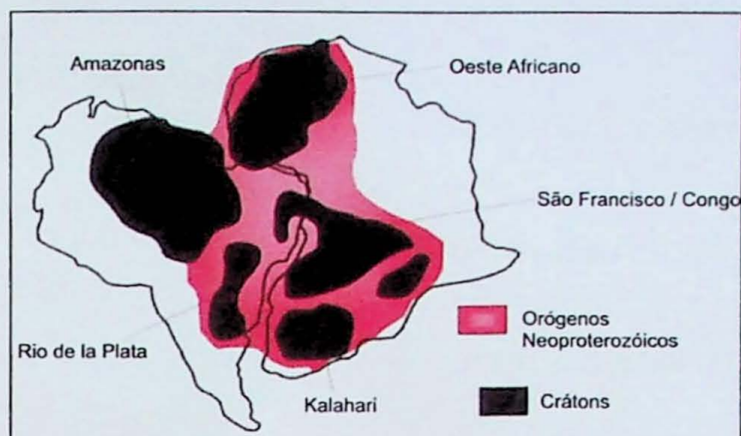 Amazonas
Oeste Africano
São Francisco / Congo
Rio de la Plata
Kalahari
Orógenos
Neoproterozóicos
Crátons